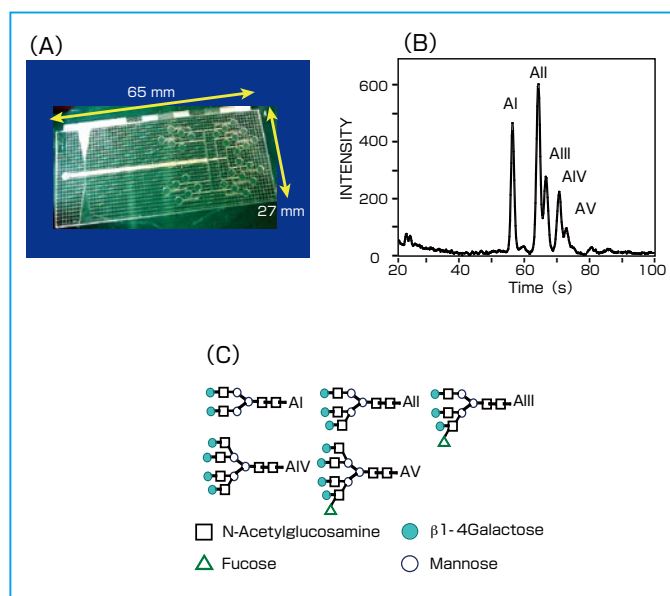 (A)
65 mm
27 mm
(B)
INTENSITY
600
400
200
0
20 40 60 80 100
Time (s)
AI
AII
AIII
AIV
AV
(C)
AI AII AIII
AIV AV
N-Acetylglucosamine β1-4Galactose
Fucose Mannose